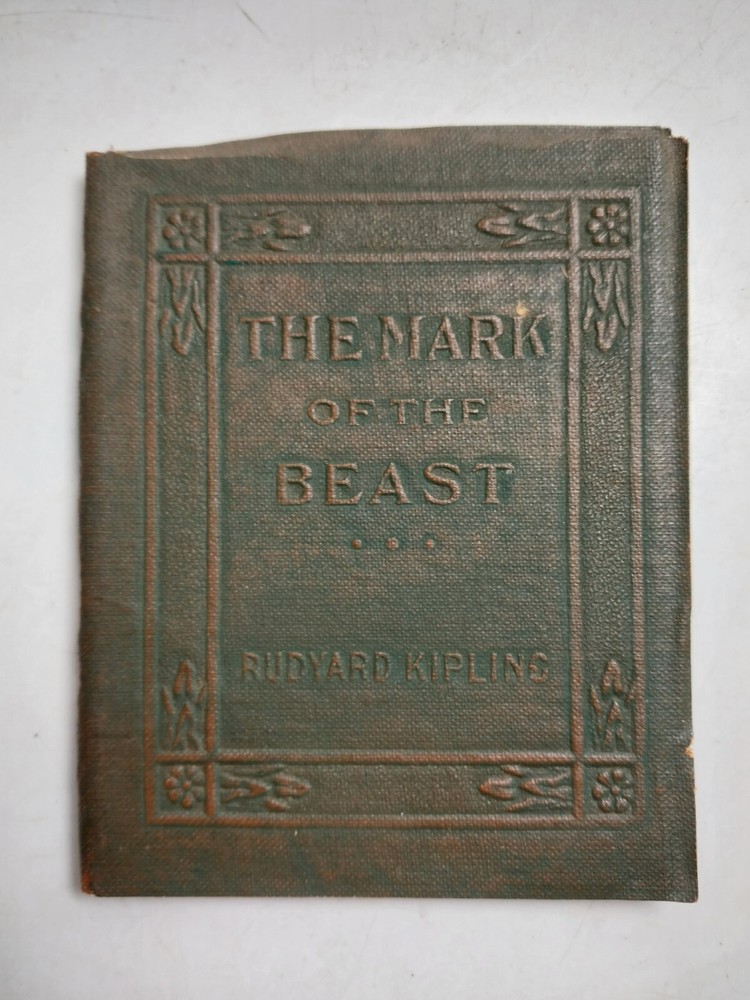 THE MARK
OF THE
BEAST
RUDYARD KIPLING